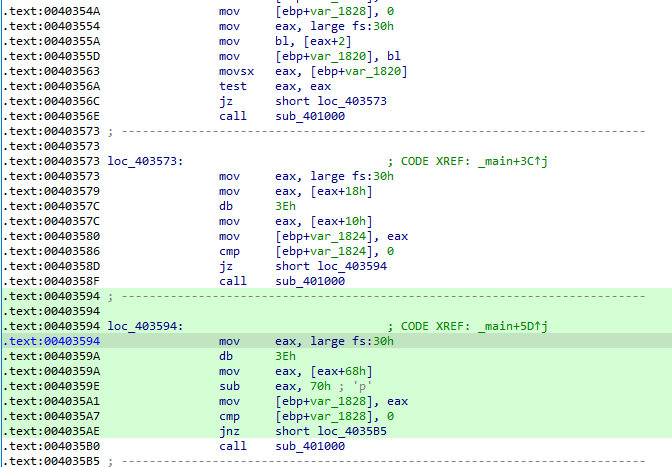 .text:0040354A mov [ebp+var_1828], 0
.text:00403554 mov eax, large fs:30h
.text:0040355A mov bl, [eax+2]
.text:0040355D mov [ebp+var_1820], bl
.text:00403563 movsx eax, [ebp+var_1820]
.text:0040356A test eax, eax
.text:0040356C jz short loc_403573
.text:0040356E call sub_401000
.text:00403573 ; ---------------------------------------------------------------------------
.text:00403573
.text:00403573 loc_403573: ; CODE XREF: _main+3C↑j
.text:00403573 mov eax, large fs:30h
.text:00403579 mov eax, [eax+18h]
.text:0040357C db 3Eh
.text:0040357C mov eax, [eax+10h]
.text:00403580 mov [ebp+var_1824], eax
.text:00403586 cmp [ebp+var_1824], 0
.text:0040358D jz short loc_403594
.text:0040358F call sub_401000
.text:00403594 ; ---------------------------------------------------------------------------
.text:00403594
.text:00403594 loc_403594: ; CODE XREF: _main+5D↑j
.text:00403594 mov eax, large fs:30h
.text:0040359A db 3Eh
.text:0040359A mov eax, [eax+68h]
.text:0040359E sub eax, 70h ; 'p'
.text:004035A1 mov [ebp+var_1828], eax
.text:004035A7 cmp [ebp+var_1828], 0
.text:004035AE jnz short loc_4035B5
.text:004035B0 call sub_401000
.text:004035B5 ; ---------------------------------------------------------------------------